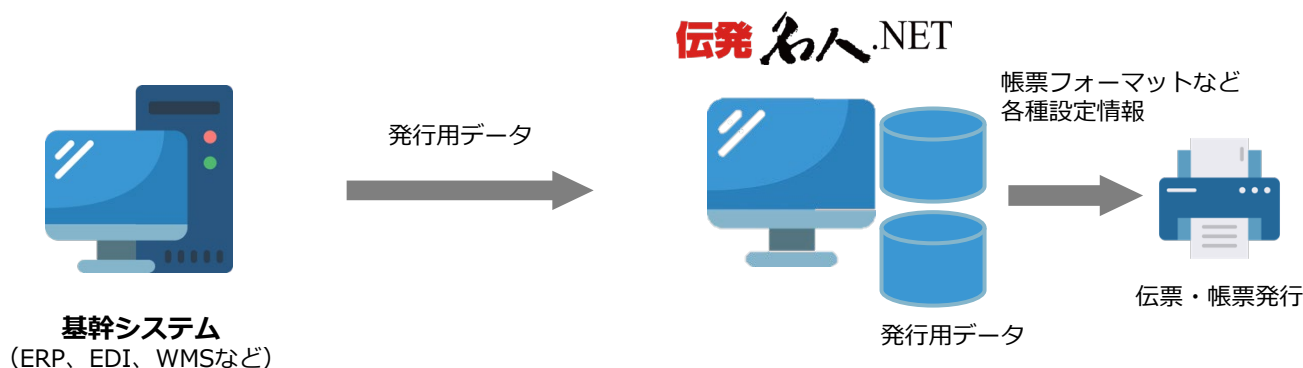 伝発名人.NET
帳票フォーマットなど
各種設定情報
発行用データ
伝票・帳票発行
発行用データ
基幹システム
（ERP、EDI、WMSなど）